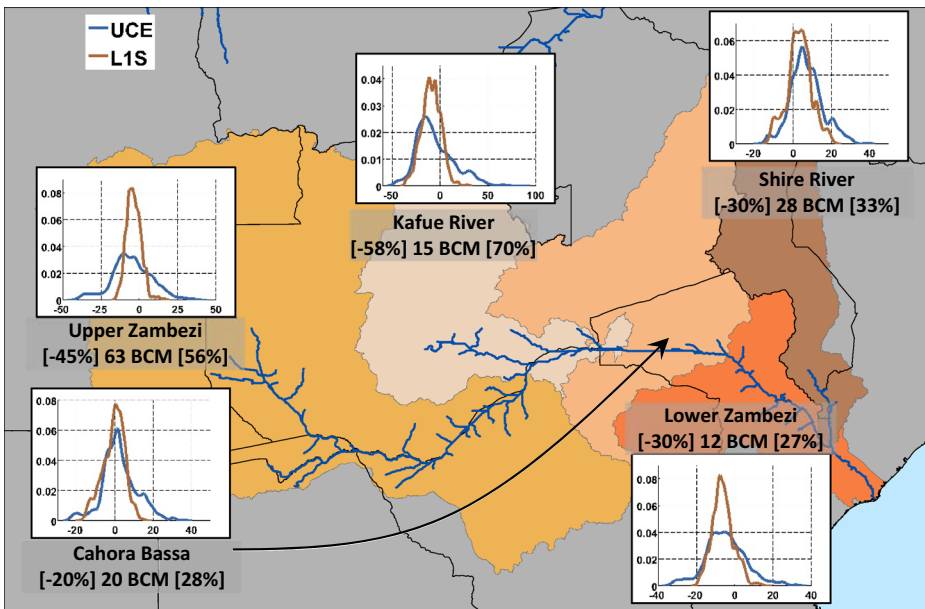 UCE
L1S
0.04
0.03
0.02
0.01
0
-50 0 50 100
Kafue River
[-58%] 15 BCM [70%]
0.06
0.04
0.02
0
-20 0 20 40
Shire River
[-30%] 28 BCM [33%]
0.08
0.06
0.04
0.02
0
-50 -25 0 25 50
Upper Zambezi
[-45%] 63 BCM [56%]
0.08
0.06
0.04
0.02
0
-20 0 20 40
Cahora Bassa
[-20%] 20 BCM [28%]
Lower Zambezi
[-30%] 12 BCM [27%]
0.08
0.06
0.04
0.02
0
-40 -20 0 20 40